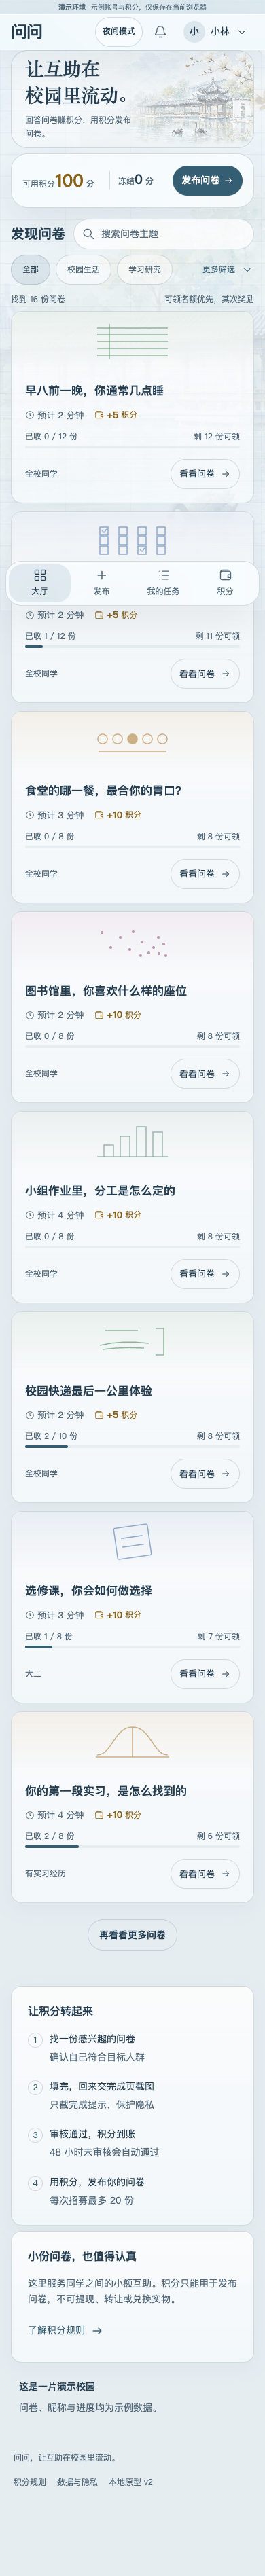 演示环境 示例账号与积分，仅保存在当前浏览器
问问 夜间模式 小 小林
让互助在
校园里流动。
回答问卷赚积分，用积分发布
问卷。
可用积分100 分 冻结0 分 发布问卷
发现问卷 搜索问卷主题
全部 校园生活 学习研究 更多筛选
找到 16 份问卷 可领名额优先，其次奖励
早八前一晚，你通常几点睡
预计 2 分钟 +5 积分
已收 0 / 12 份 剩 12 份可领
全校同学 看看问卷
大厅 发布 我的任务 积分
预计 2 分钟 +5 积分
已收 1 / 12 份 剩 11 份可领
全校同学 看看问卷
食堂的哪一餐，最合你的胃口?
预计 3 分钟 +10 积分
已收 0 / 8 份 剩 8 份可领
全校同学 看看问卷
图书馆里，你喜欢什么样的座位
预计 2 分钟 +10 积分
已收 0 / 8 份 剩 8 份可领
全校同学 看看问卷
小组作业里，分工是怎么定的
预计 4 分钟 +10 积分
已收 0 / 8 份 剩 8 份可领
全校同学 看看问卷
校园快递最后一公里体验
预计 2 分钟 +5 积分
已收 2 / 10 份 剩 8 份可领
全校同学 看看问卷
选修课，你会如何做选择
预计 3 分钟 +10 积分
已收 1 / 8 份 剩 7 份可领
大二 看看问卷
你的第一段实习，是怎么找到的
预计 4 分钟 +10 积分
已收 2 / 8 份 剩 6 份可领
有实习经历 看看问卷
再看看更多问卷
让积分转起来
1 找一份感兴趣的问卷
确认自己符合目标人群
2 填完，回来交完成页截图
只截完成提示，保护隐私
3 审核通过，积分到账
48 小时未审核会自动通过
4 用积分，发布你的问卷
每次招募最多 20 份
小份问卷，也值得认真
这里服务同学之间的小额互助。积分只能用于发布
问卷，不可提现、转让或兑换实物。
了解积分规则
这是一片演示校园
问卷、昵称与进度均为示例数据。
问问，让互助在校园里流动。
积分规则 数据与隐私 本地原型 v2